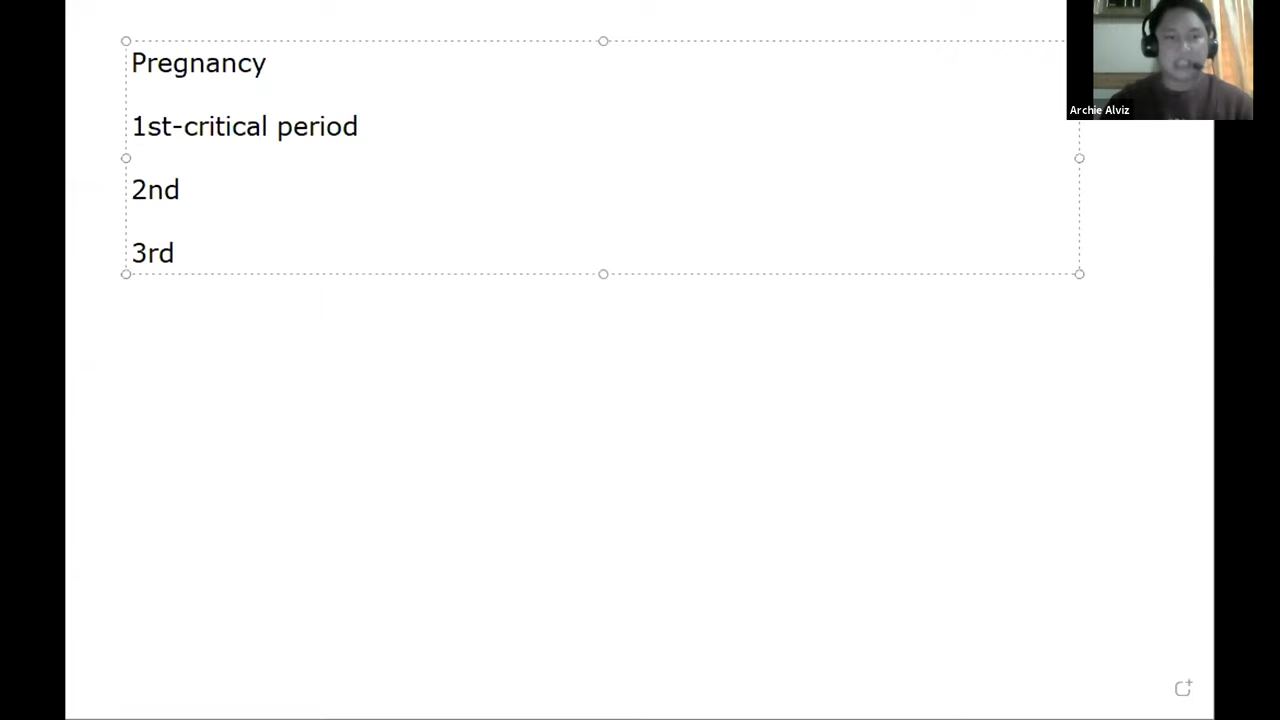 Pregnancy
1st-critical period
2nd
3rd
Archie Alviz